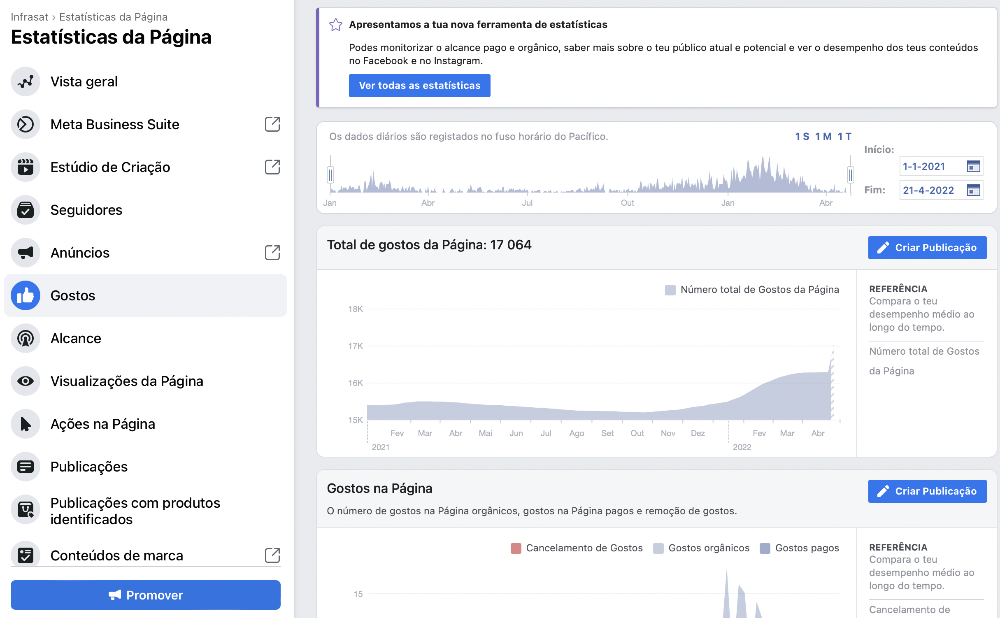 Infrasat › Estatísticas da Página
Estatísticas da Página
Vista geral
Meta Business Suite
Estúdio de Criação
Seguidores
Anúncios
Gostos
Alcance
Visualizações da Página
Ações na Página
Publicações
Publicações com produtos
identificados
Conteúdos de marca
Promover
Apresentamos a tua nova ferramenta de estatísticas
Podes monitorizar o alcance pago e orgânico, saber mais sobre o teu público atual e potencial e ver o desempenho dos teus conteúdos
no Facebook e no Instagram.
Ver todas as estatísticas
Os dados diários são registados no fuso horário do Pacífico.
1 S 1 M 1 T
Início:
1-1-2021
Fim:
21-4-2022
Jan Abr Jul Out Jan Abr
Total de gostos da Página: 17 064
Criar Publicação
Número total de Gostos da Página
18K
17K
16K
15K
Fev Mar Abr Mai Jun Jul Ago Set Out Nov Dez Fev Mar Abr
2021 2022
REFERÊNCIA
Compara o teu
desempenho médio ao
longo do tempo.
Número total de Gostos
da Página
Gostos na Página
O número de gostos na Página orgânicos, gostos na Página pagos e remoção de gostos.
Criar Publicação
Cancelamento de Gostos Gostos orgânicos Gostos pagos
15
REFERÊNCIA
Compara o teu
desempenho médio ao
longo do tempo.
Cancelamento de